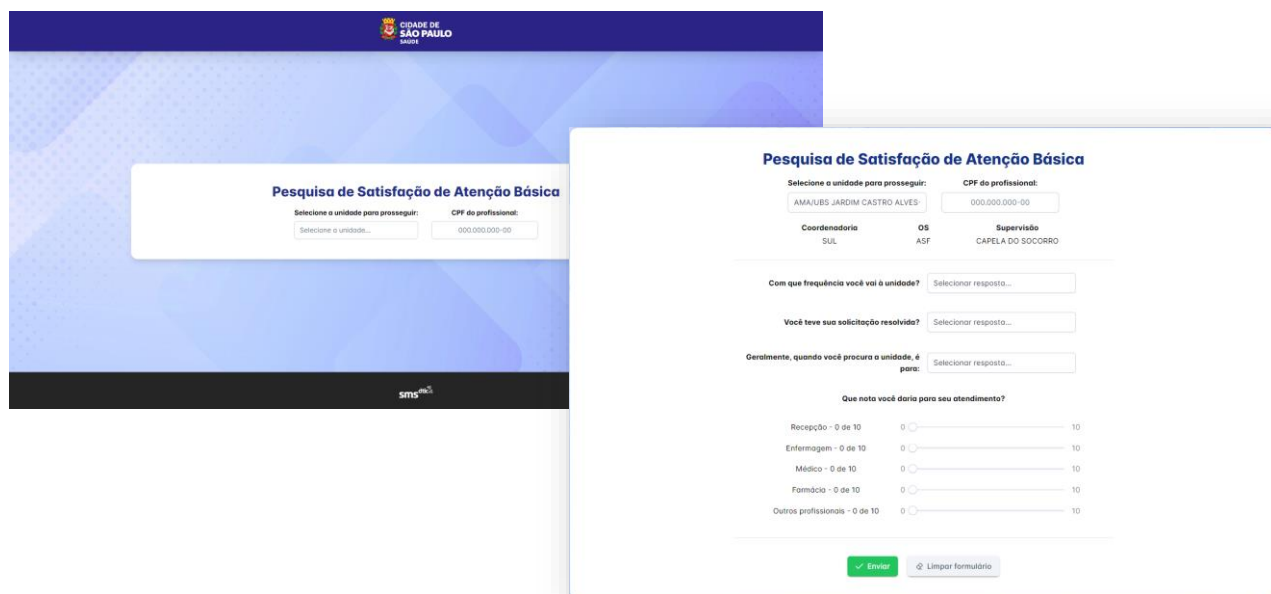 CIDADE DE
SÃO PAULO
SAÚDE
Pesquisa de Satisfação de Atenção Básica
Selecione a unidade para prosseguir: CPF do profissional:
Selecione a unidade... 000.000.000-00
sms
Pesquisa de Satisfação de Atenção Básica
Selecione a unidade para prosseguir: CPF do profissional:
AMA/UBS JARDIM CASTRO ALVES- 000.000.000-00
Coordenadoria OS Supervisão
SUL ASF CAPELA DO SOCORRO
Com que frequência você vai à unidade? Selecionar resposta...
Você teve sua solicitação resolvida? Selecionar resposta...
Geralmente, quando você procura a unidade, é
para: Selecionar resposta...
Que nota você daria para seu atendimento?
Recepção - 0 de 10 0 10
Enfermagem - 0 de 10 0 10
Médico - 0 de 10 0 10
Farmácia - 0 de 10 0 10
Outros profissionais - 0 de 10 0 10
Enviar Limpar formulário